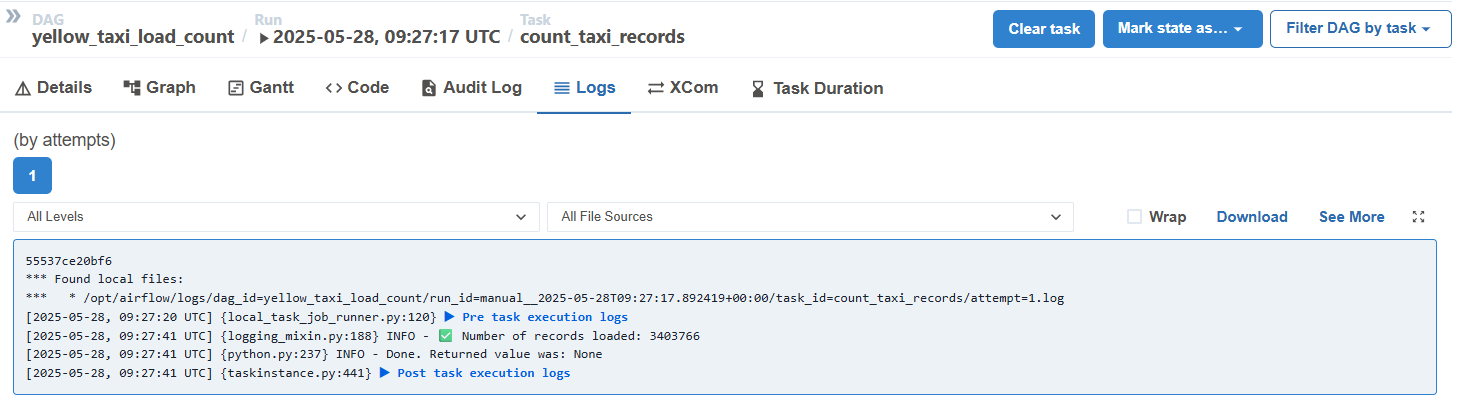 DAG Run Task
yellow_taxi_load_count / ▶ 2025-05-28, 09:27:17 UTC / count_taxi_records
Clear task Mark state as... Filter DAG by task
Details Graph Gantt Code Audit Log Logs XCom Task Duration
(by attempts)
1
All Levels All File Sources Wrap Download See More
55537ce20bf6
*** Found local files:
***   * /opt/airflow/logs/dag_id=yellow_taxi_load_count/run_id=manual__2025-05-28T09:27:17.892419+00:00/task_id=count_taxi_records/attempt=1.log
[2025-05-28, 09:27:20 UTC] {local_task_job_runner.py:120} ▶ Pre task execution logs
[2025-05-28, 09:27:41 UTC] {logging_mixin.py:188} INFO - ✅ Number of records loaded: 3403766
[2025-05-28, 09:27:41 UTC] {python.py:237} INFO - Done. Returned value was: None
[2025-05-28, 09:27:41 UTC] {taskinstance.py:441} ▶ Post task execution logs